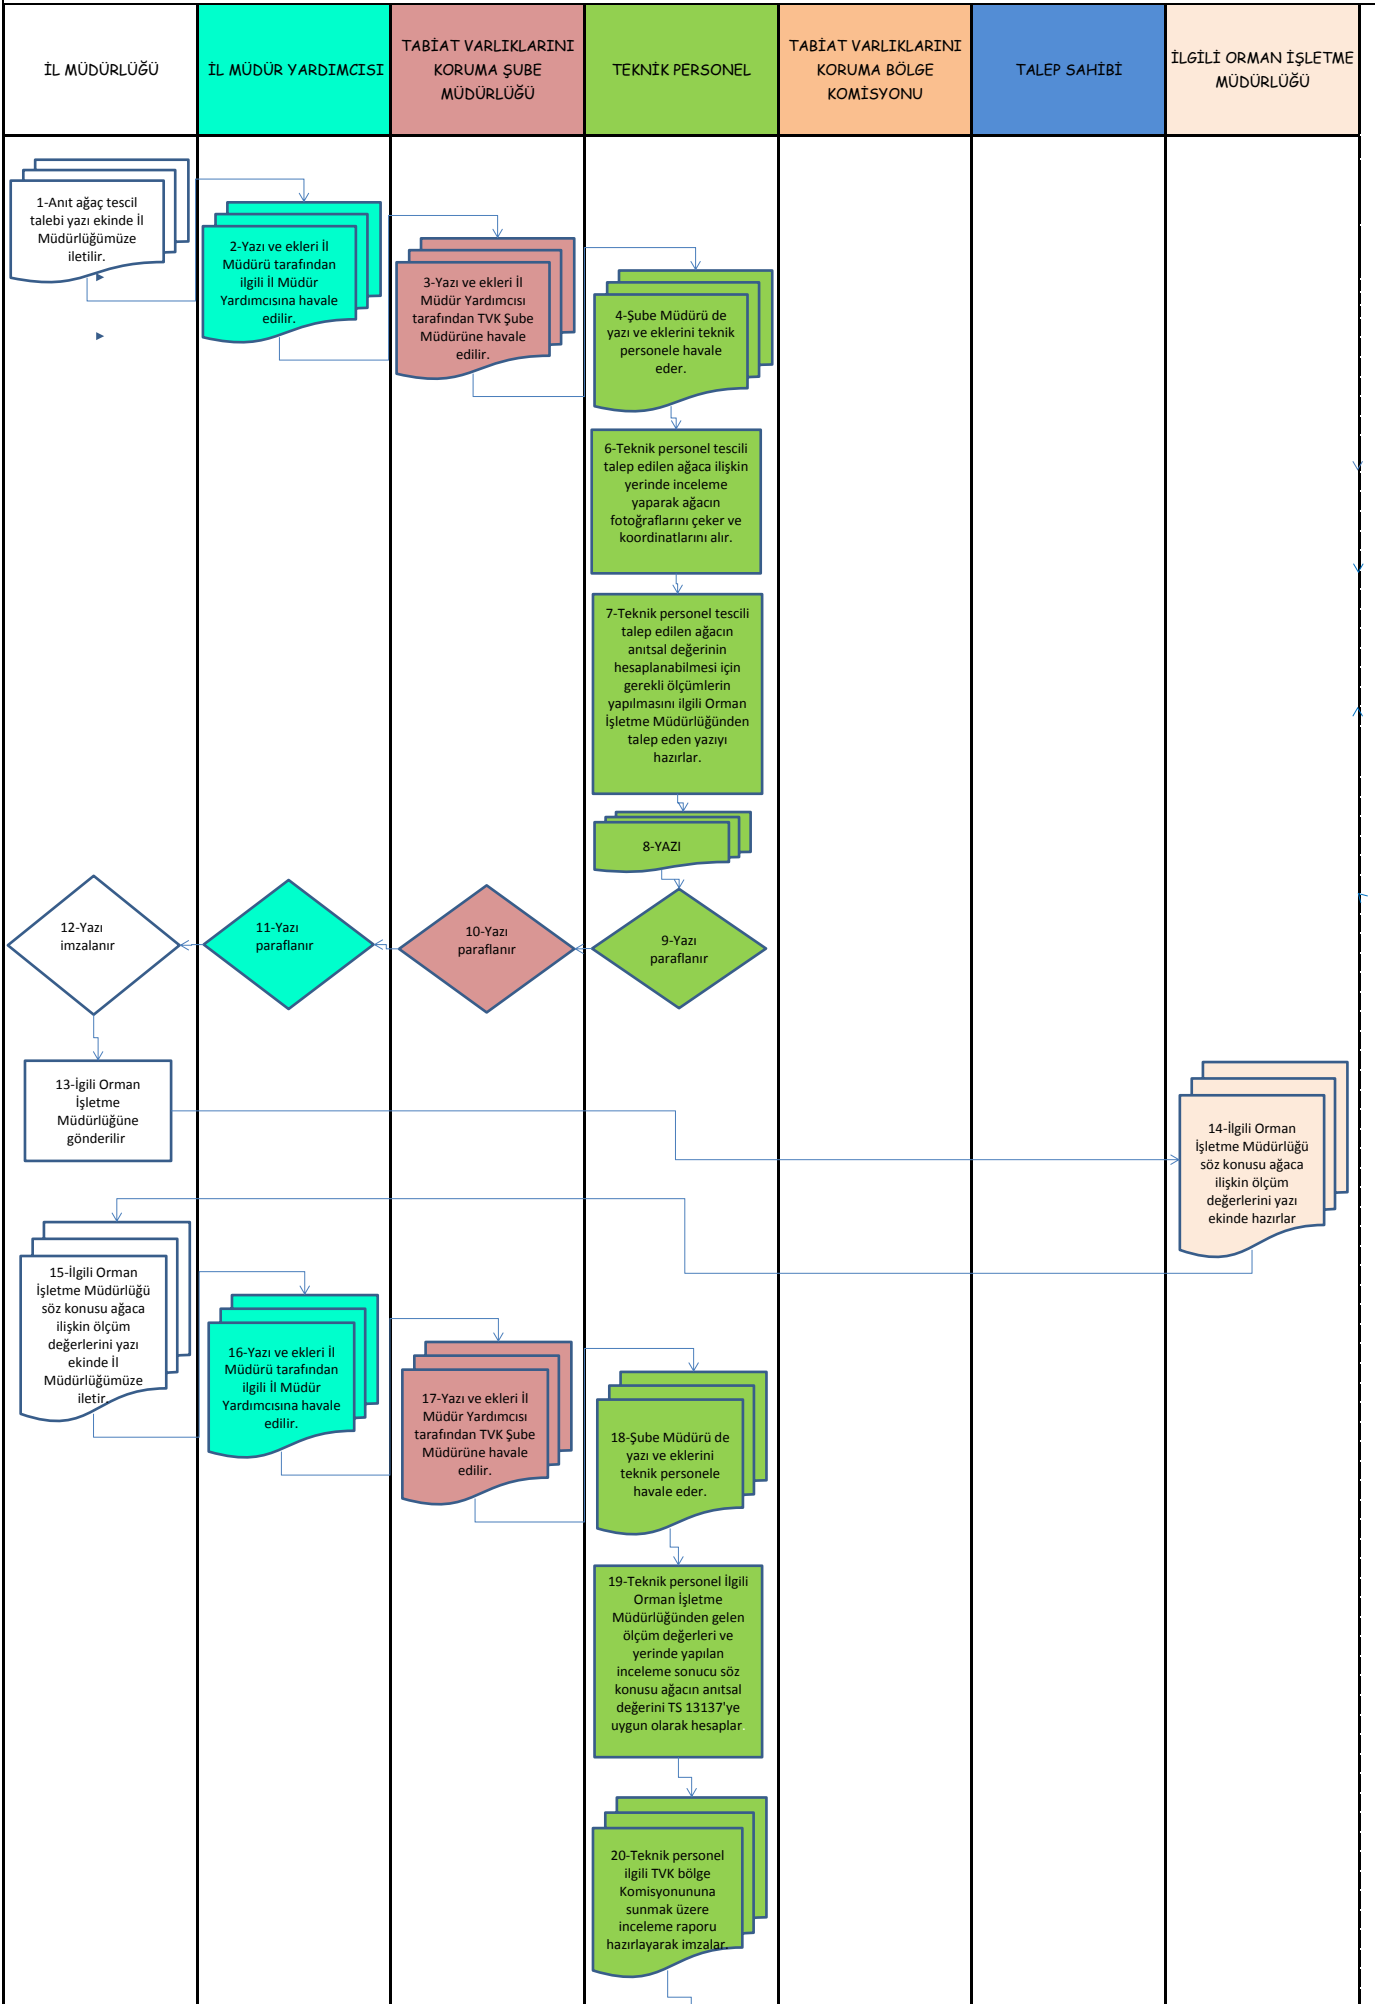 İL MÜDÜRLÜĞÜ
İL MÜDÜR YARDIMCISI
TABİAT VARLIKLARINI
KORUMA ŞUBE
MÜDÜRLÜĞÜ
TEKNİK PERSONEL
TABİAT VARLIKLARINI
KORUMA BÖLGE
KOMİSYONU
TALEP SAHİBİ
İLGİLİ ORMAN İŞLETME
MÜDÜRLÜĞÜ
1-Anıt ağaç tescil
talebi yazı ekinde İl
Müdürlüğümüze
iletilir.
2-Yazı ve ekleri İl
Müdürü tarafından
ilgili İl Müdür
Yardımcısına havale
edilir.
3-Yazı ve ekleri İl
Müdür Yardımcısı
tarafından TVK Şube
Müdürüne havale
edilir.
4-Şube Müdürü de
yazı ve eklerini teknik
personele havale
eder.
6-Teknik personel tescili
talep edilen ağaca ilişkin
yerinde inceleme
yaparak ağacın
fotoğraflarını çeker ve
koordinatlarını alır.
7-Teknik personel tescili
talep edilen ağacın
anıtsal değerinin
hesaplanabilmesi için
gerekli ölçümlerin
yapılmasını ilgili Orman
İşletme Müdürlüğünden
talep eden yazıyı
hazırlar.
8-YAZI
12-Yazı
imzalanır
11-Yazı
paraflanır
10-Yazı
paraflanır
9-Yazı
paraflanır
13-İgili Orman
İşletme
Müdürlüğüne
gönderilir
14-İlgili Orman
İşletme Müdürlüğü
söz konusu ağaca
ilişkin ölçüm
değerlerini yazı
ekinde hazırlar
15-İlgili Orman
İşletme Müdürlüğü
söz konusu ağaca
ilişkin ölçüm
değerlerini yazı
ekinde İl
Müdürlüğümüze
iletir.
16-Yazı ve ekleri İl
Müdürü tarafından
ilgili İl Müdür
Yardımcısına havale
edilir.
17-Yazı ve ekleri İl
Müdür Yardımcısı
tarafından TVK Şube
Müdürüne havale
edilir.
18-Şube Müdürü de
yazı ve eklerini
teknik personele
havale eder.
19-Teknik personel İlgili
Orman İşletme
Müdürlüğünden gelen
ölçüm değerleri ve
yerinde yapılan
inceleme sonucu söz
konusu ağacın anıtsal
değerini TS 13137'ye
uygun olarak hesaplar.
20-Teknik personel
ilgili TVK bölge
Komisyonununa
sunmak üzere
inceleme raporu
hazırlayarak imzalar.